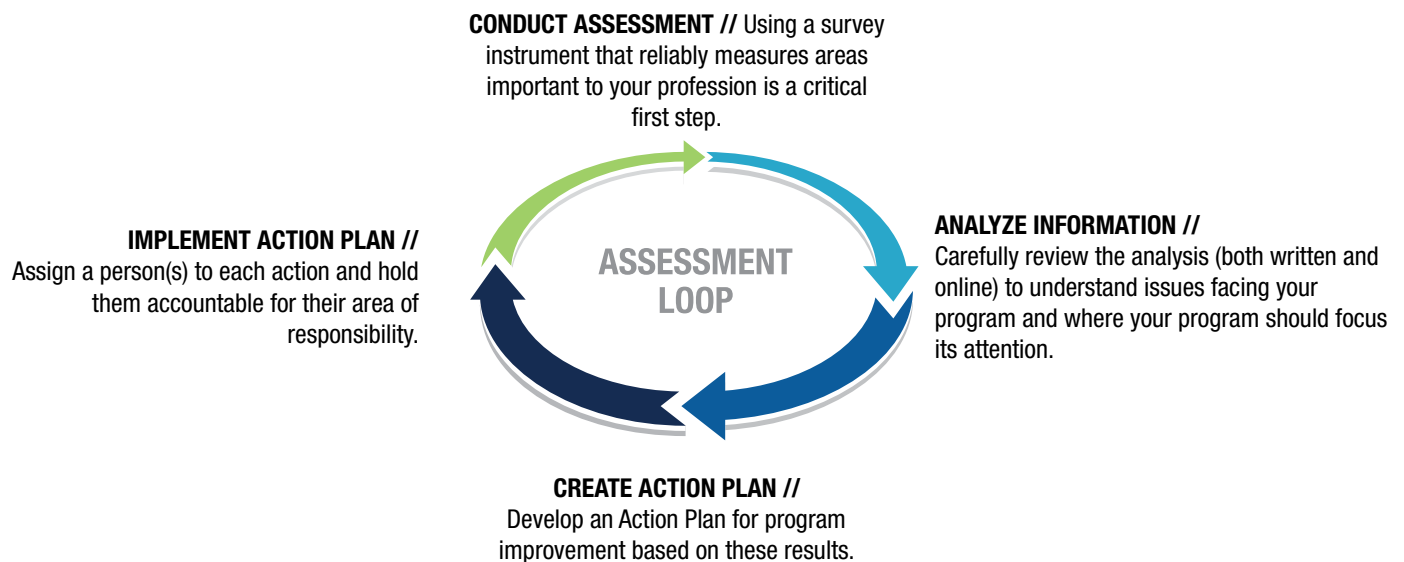 CONDUCT ASSESSMENT // Using a survey
instrument that reliably measures areas
important to your profession is a critical
first step.
ANALYZE INFORMATION //
Carefully review the analysis (both written and
online) to understand issues facing your
program and where your program should focus
its attention.
IMPLEMENT ACTION PLAN //
Assign a person(s) to each action and hold
them accountable for their area of
responsibility.
ASSESSMENT
LOOP
CREATE ACTION PLAN //
Develop an Action Plan for program
improvement based on these results.